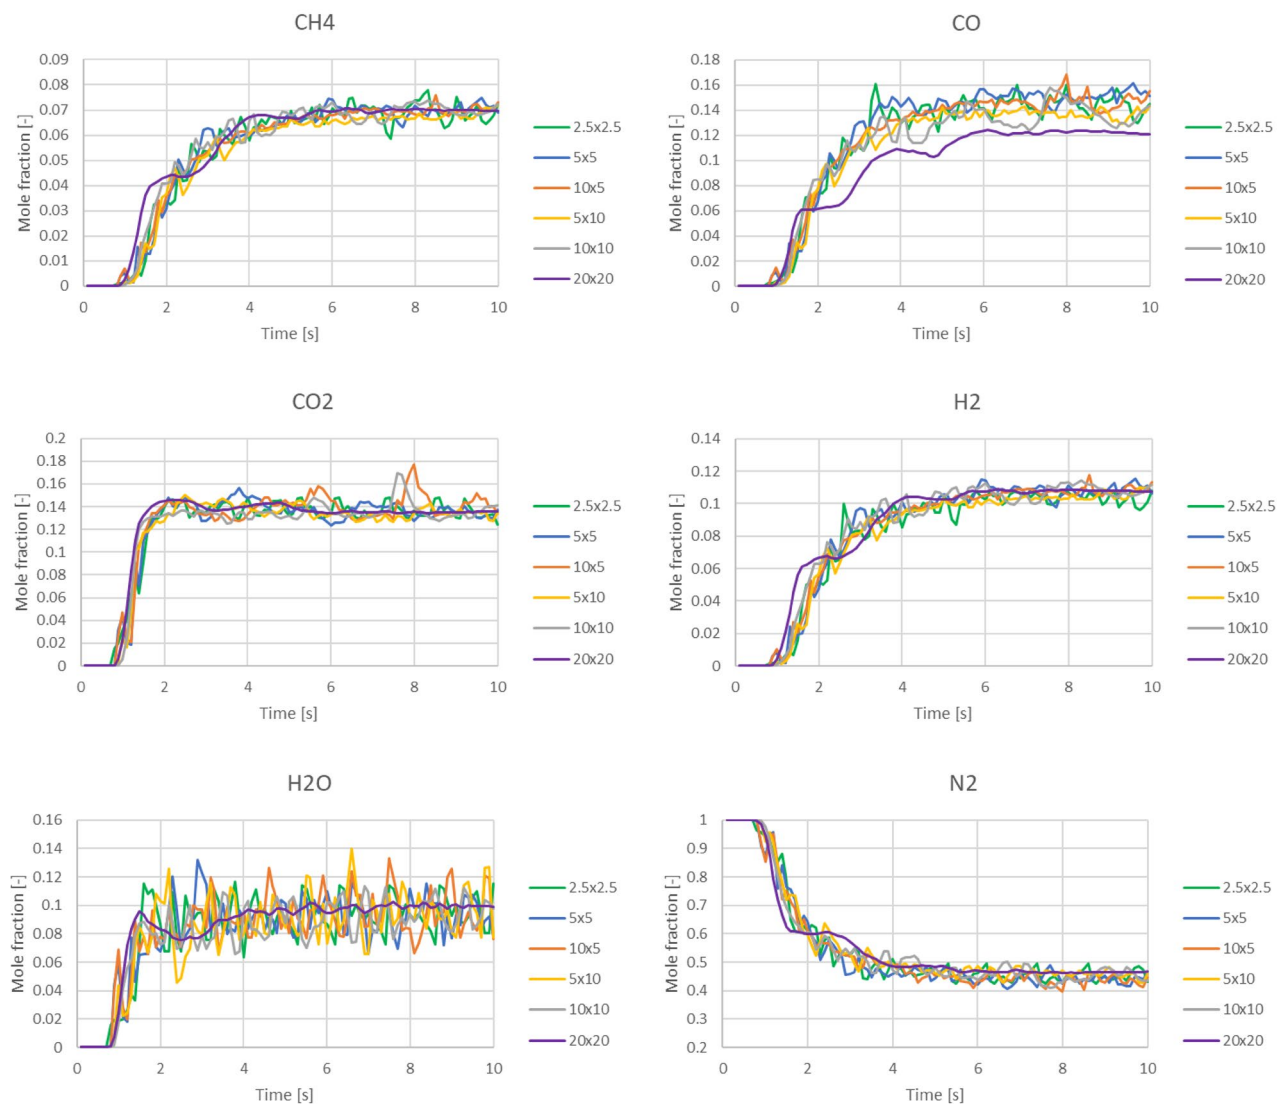 CH4
Mole fraction [-]
0.09
0.08
0.07
0.06
0.05
0.04
0.03
0.02
0.01
0
0 2 4 6 8 10
Time [s]
2.5x2.5
5x5
10x5
5x10
10x10
20x20
CO
Mole fraction [-]
0.18
0.16
0.14
0.12
0.1
0.08
0.06
0.04
0.02
0
0 2 4 6 8 10
Time [s]
2.5x2.5
5x5
10x5
5x10
10x10
20x20
CO2
Mole fraction [-]
0.2
0.18
0.16
0.14
0.12
0.1
0.08
0.06
0.04
0.02
0
0 2 4 6 8 10
Time [s]
2.5x2.5
5x5
10x5
5x10
10x10
20x20
H2
Mole fraction [-]
0.14
0.12
0.1
0.08
0.06
0.04
0.02
0
0 2 4 6 8 10
Time [s]
2.5x2.5
5x5
10x5
5x10
10x10
20x20
H2O
Mole fraction [-]
0.16
0.14
0.12
0.1
0.08
0.06
0.04
0.02
0
0 2 4 6 8 10
Time [s]
2.5x2.5
5x5
10x5
5x10
10x10
20x20
N2
Mole fraction [-]
1
0.9
0.8
0.7
0.6
0.5
0.4
0.3
0.2
0 2 4 6 8 10
Time [s]
2.5x2.5
5x5
10x5
5x10
10x10
20x20